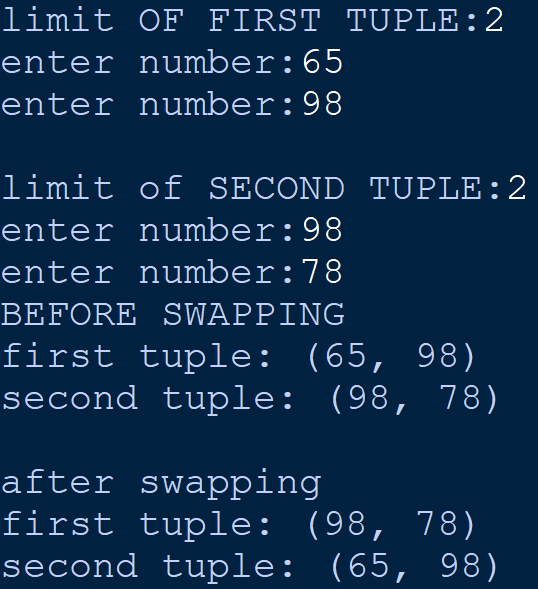 limit OF FIRST TUPLE:2
enter number:65
enter number:98
limit of SECOND TUPLE:2
enter number:98
enter number:78
BEFORE SWAPPING
first tuple: (65, 98)
second tuple: (98, 78)
after swapping
first tuple: (98, 78)
second tuple: (65, 98)